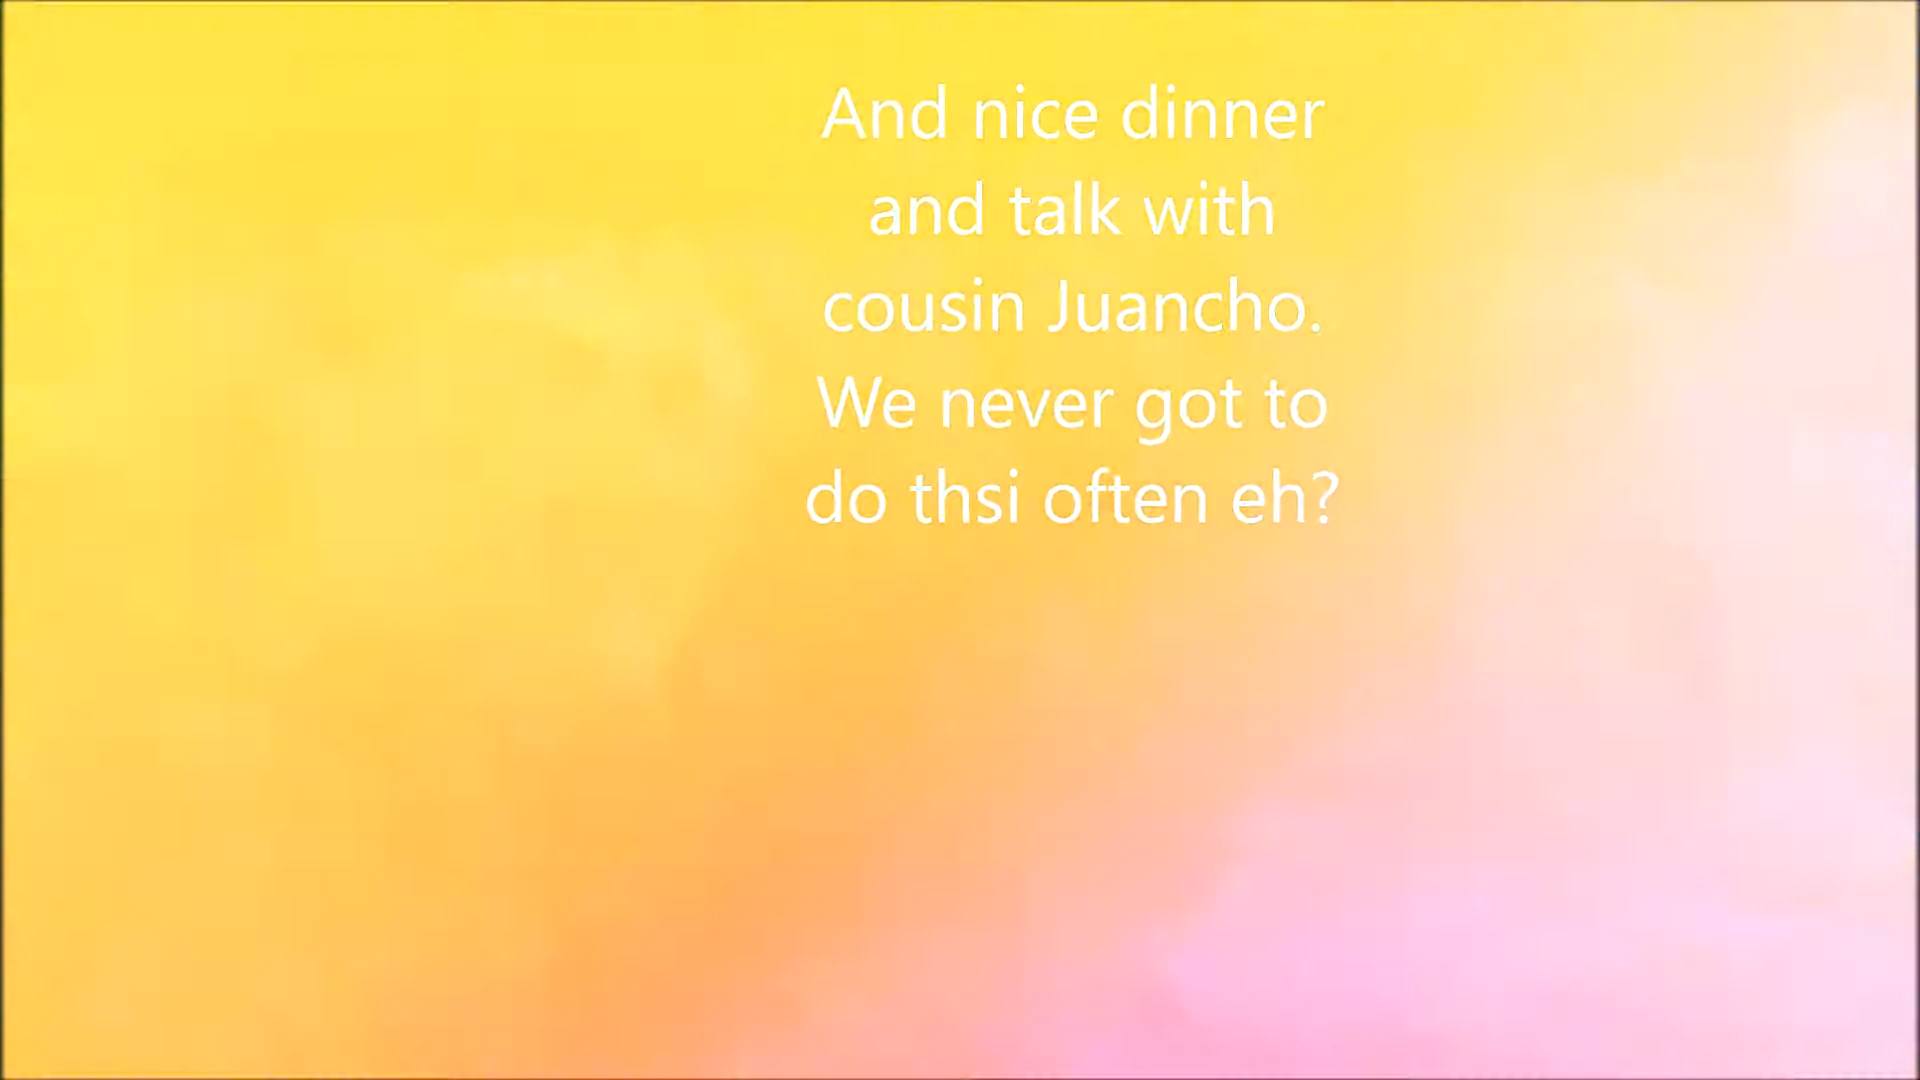 And nice dinner
and talk with
cousin Juancho.
We never got to
do thsi often eh?